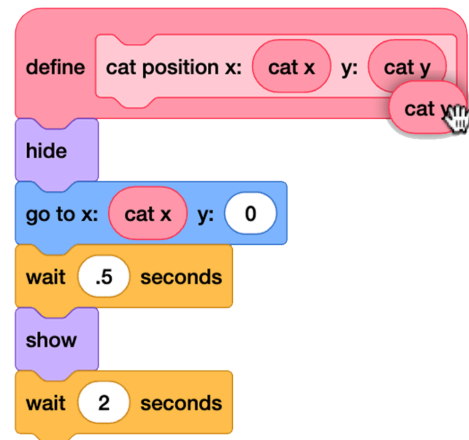 define cat position x: cat x y: cat y
cat y
hide
go to x: cat x y: 0
wait .5 seconds
show
wait 2 seconds